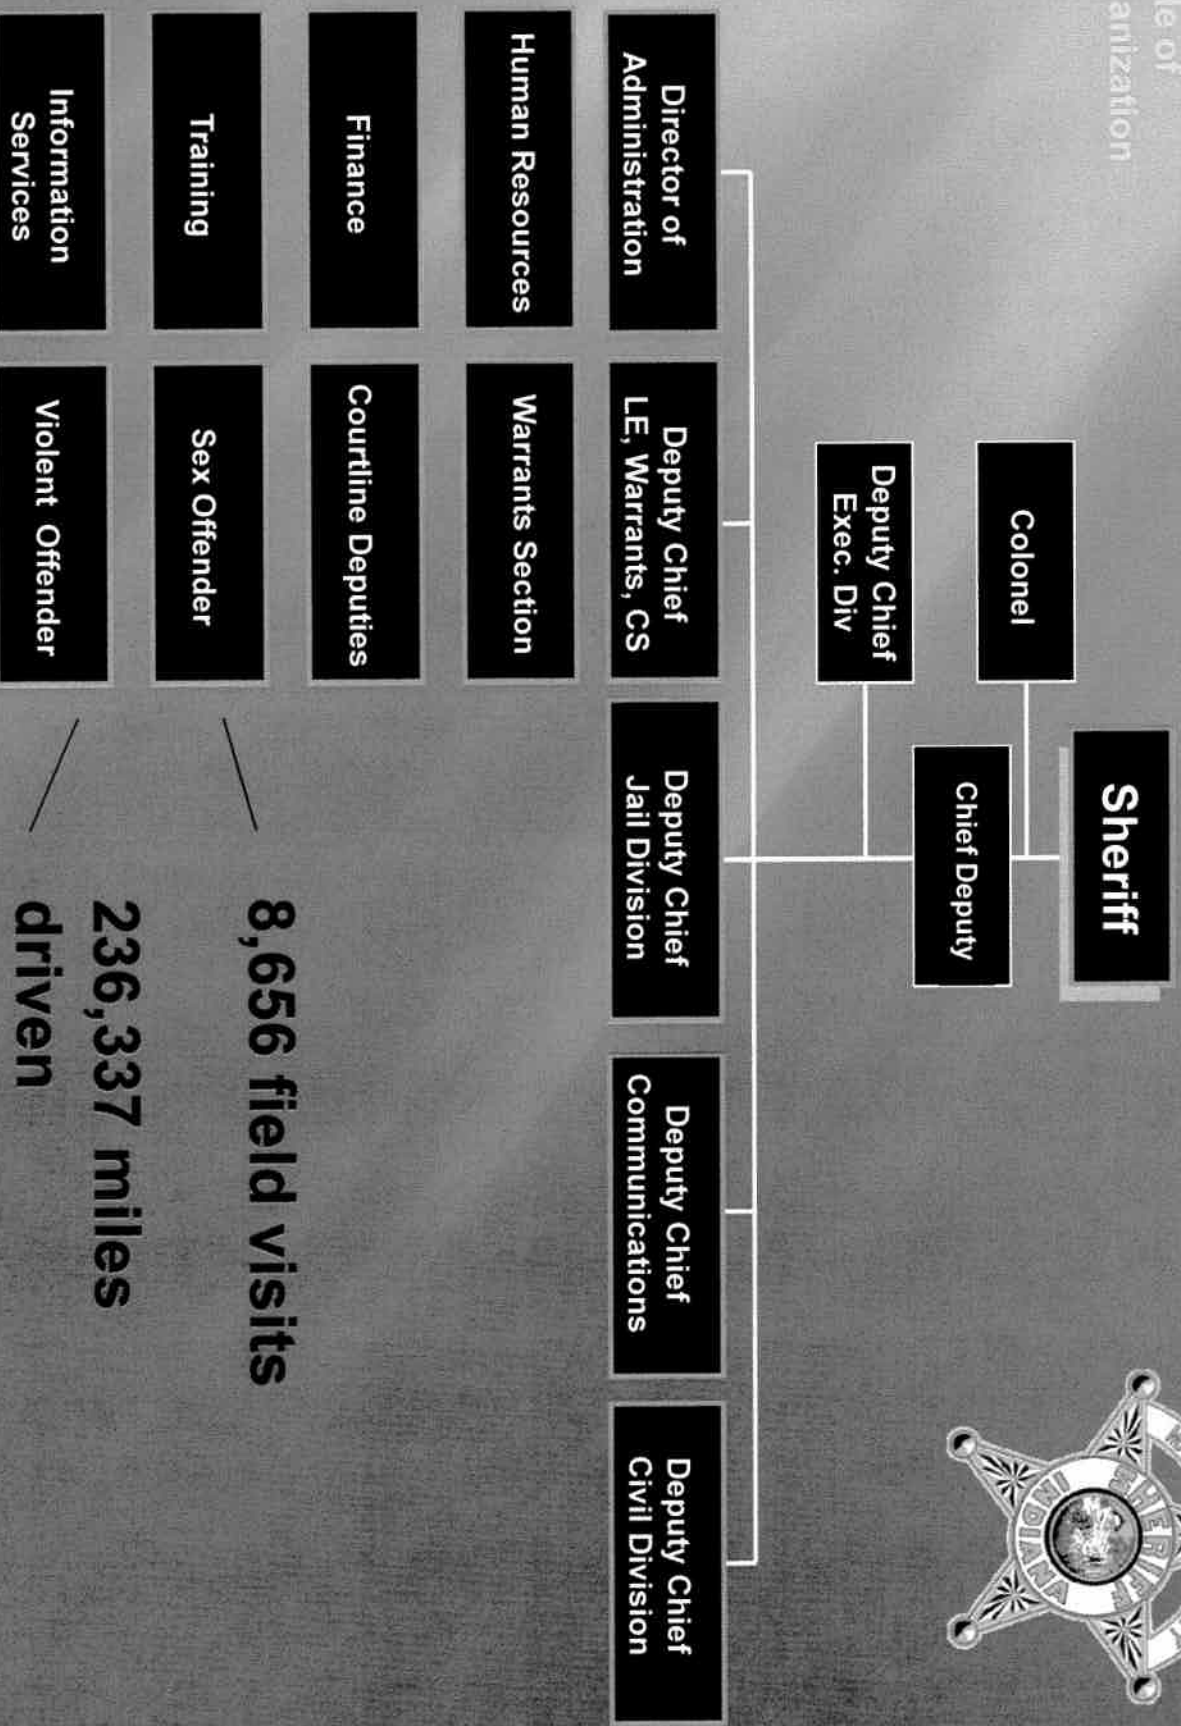 le of
anization
Sheriff
Colonel
Chief Deputy
Deputy Chief
Exec. Div
Director of
Administration
Deputy Chief
LE, Warrants, CS
Deputy Chief
Jail Division
Deputy Chief
Communications
Deputy Chief
Civil Division
Human Resources
Warrants Section
Finance
Courtline Deputies
Training
Sex Offender
8,656 field visits
Information
Services
Violent Offender
236,337 miles
driven
SHERIFF
INDIANA